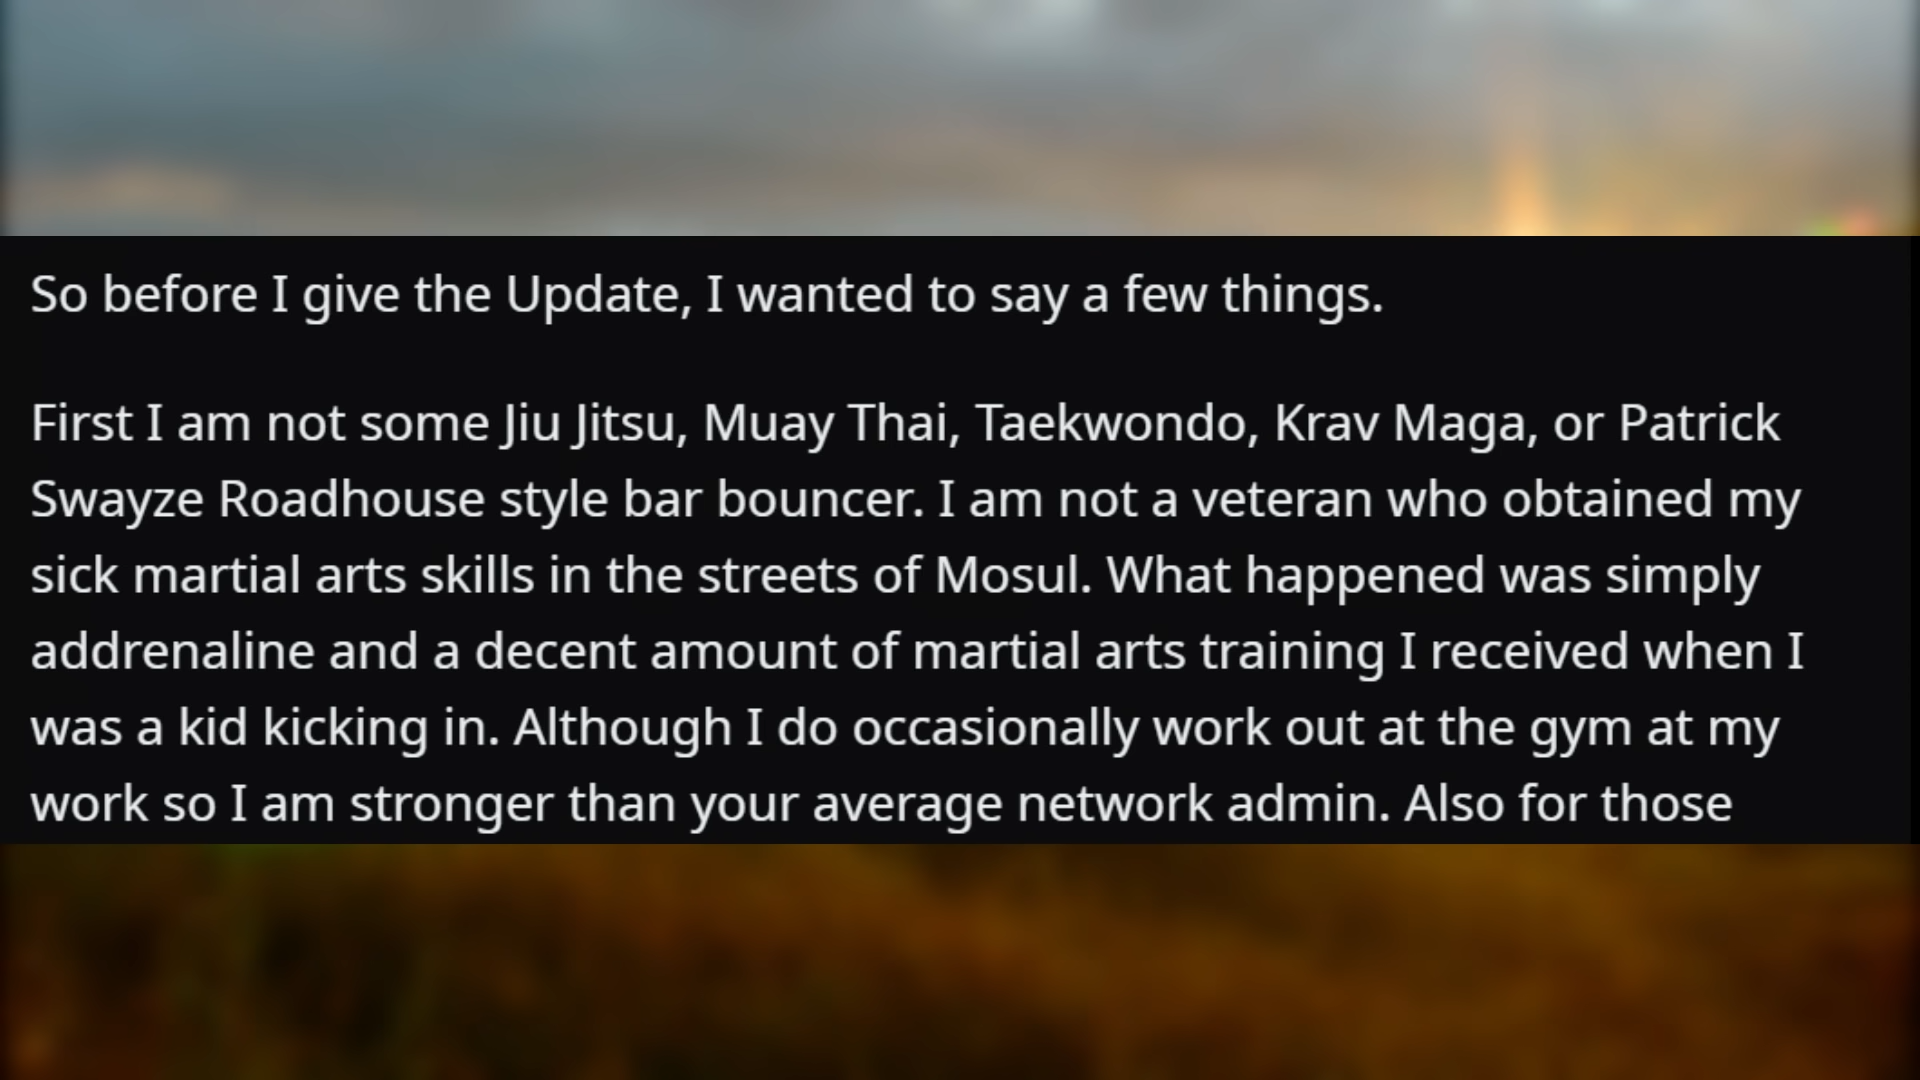 So before I give the Update, I wanted to say a few things.
First I am not some Jiu Jitsu, Muay Thai, Taekwondo, Krav Maga, or Patrick
Swayze Roadhouse style bar bouncer. I am not a veteran who obtained my
sick martial arts skills in the streets of Mosul. What happened was simply
addrenaline and a decent amount of martial arts training I received when I
was a kid kicking in. Although I do occasionally work out at the gym at my
work so I am stronger than your average network admin. Also for those